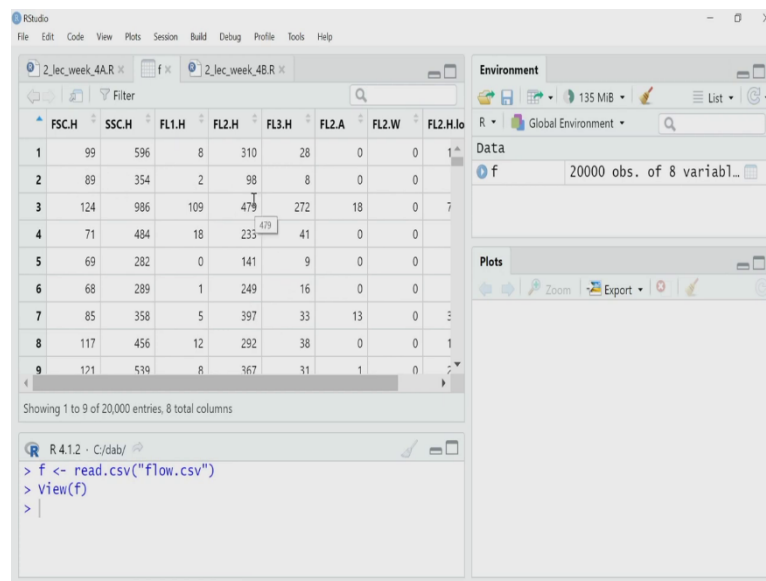 RStudio
File Edit Code View Plots Session Build Debug Profile Tools Help
2_lec_week_4A.R × f × 2_lec_week_4B.R ×
Filter
FSC.H SSC.H FL1.H FL2.H FL3.H FL2.A FL2.W FL2.H.lo
1 99 596 8 310 28 0 0 1
2 89 354 2 98 8 0 0
3 124 986 109 479 272 18 0 7
479
4 71 484 18 233 41 0 0
5 69 282 0 141 9 0 0
6 68 289 1 249 16 0 0
7 85 358 5 397 33 13 0 3
8 117 456 12 292 38 0 0 1
9 121 539 8 367 31 1 0 2
Showing 1 to 9 of 20,000 entries, 8 total columns
R 4.1.2 · C:/dab/
> f <- read.csv("flow.csv")
> View(f)
>
Environment
135 MiB List
R Global Environment
Data
f 20000 obs. of 8 variabl…
Plots
Zoom Export